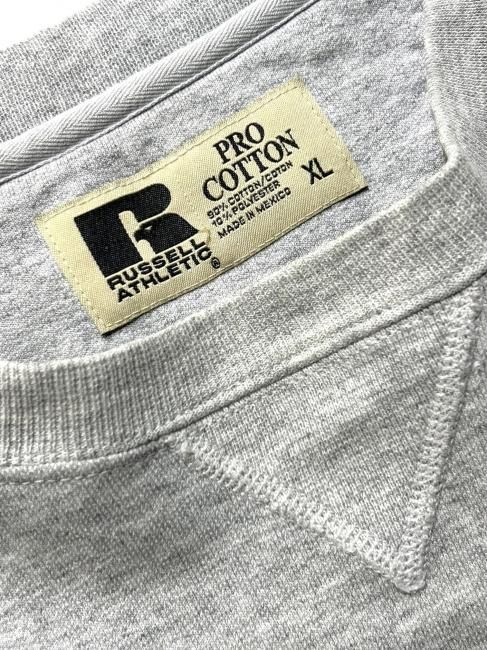 PRO
COTTON
90% COTTON/COTON
10% POLYESTER
MADE IN MEXICO
XL
R
RUSSELL
ATHLETIC®